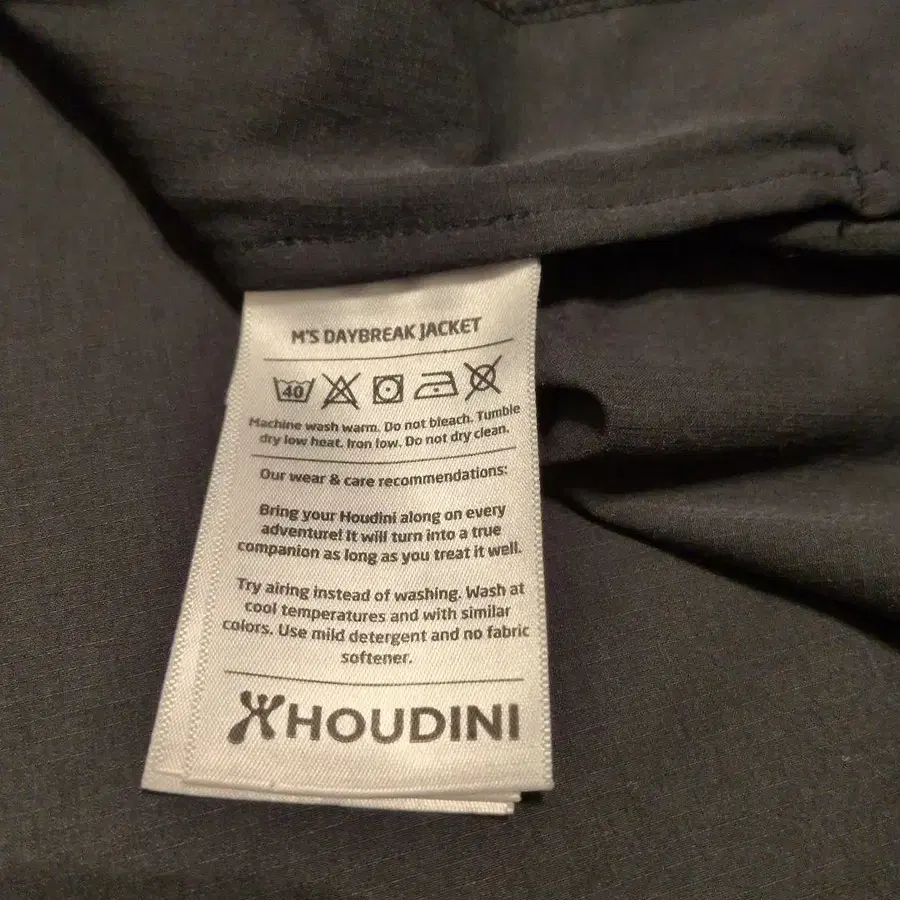 M'S DAYBREAK JACKET
40
Machine wash warm. Do not bleach. Tumble
dry low heat. Iron low. Do not dry clean.
Our wear & care recommendations:
Bring your Houdini along on every
adventure! It will turn into a true
companion as long as you treat it well.
Try airing instead of washing. Wash at
cool temperatures and with similar
colors. Use mild detergent and no fabric
softener.
HOUDINI